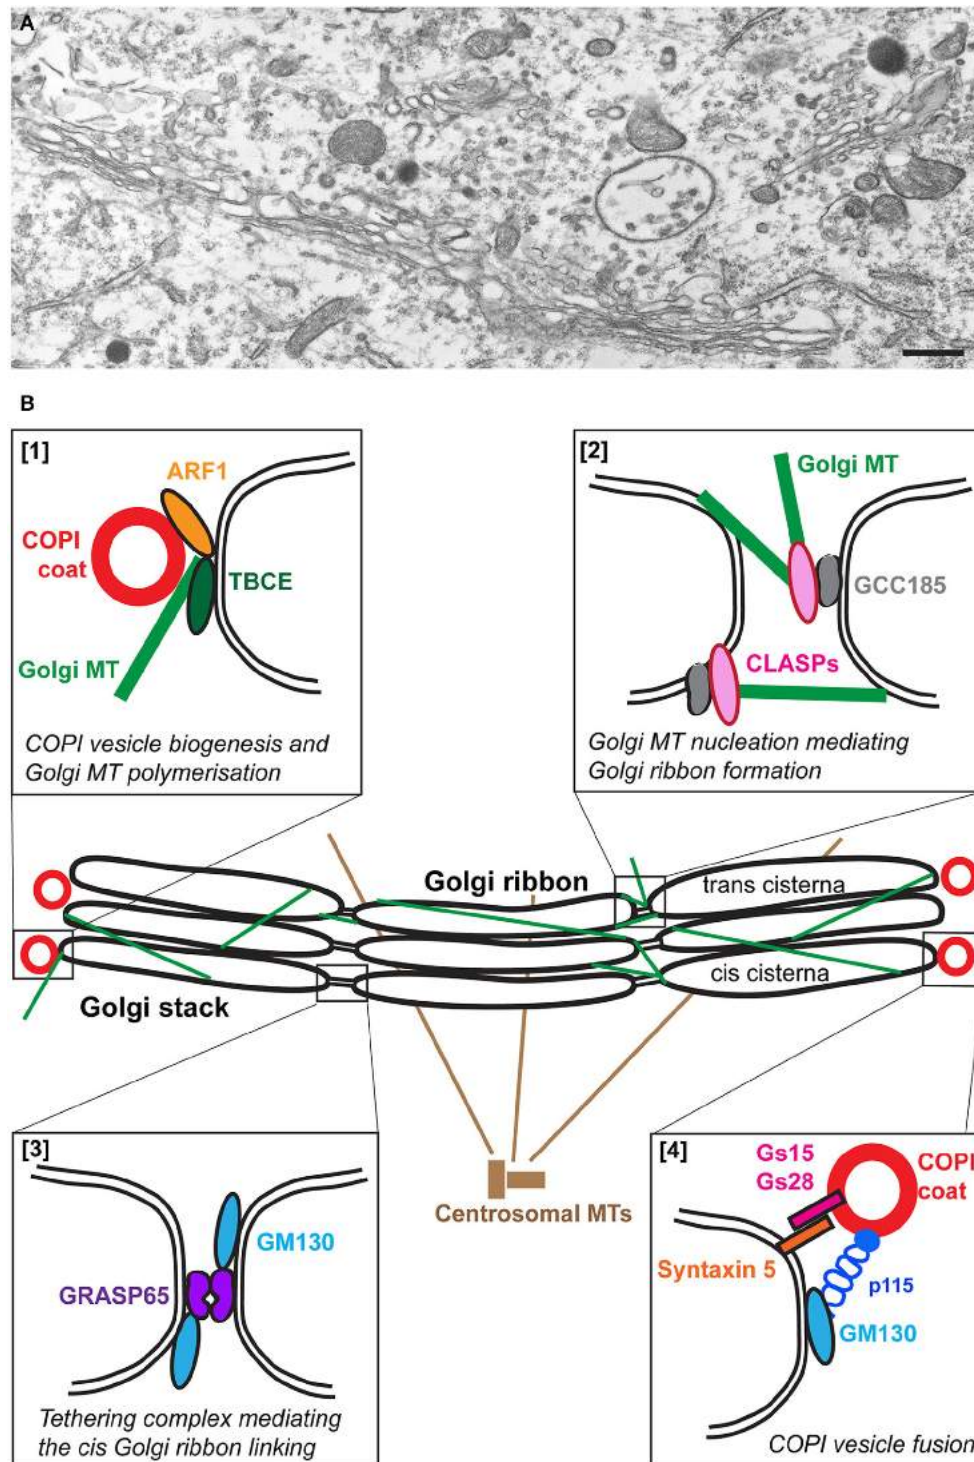 A
B
[1]
ARF1
COPI
coat
TBCE
Golgi MT
COPI vesicle biogenesis and
Golgi MT polymerisation
[2]
Golgi MT
GCC185
CLASPs
Golgi MT nucleation mediating
Golgi ribbon formation
Golgi ribbon
trans cisterna
cis cisterna
Golgi stack
Centrosomal MTs
[3]
GM130
GRASP65
Tethering complex mediating
the cis Golgi ribbon linking
[4]
Gs15
Gs28
COPI
coat
Syntaxin 5
p115
GM130
COPI vesicle fusion